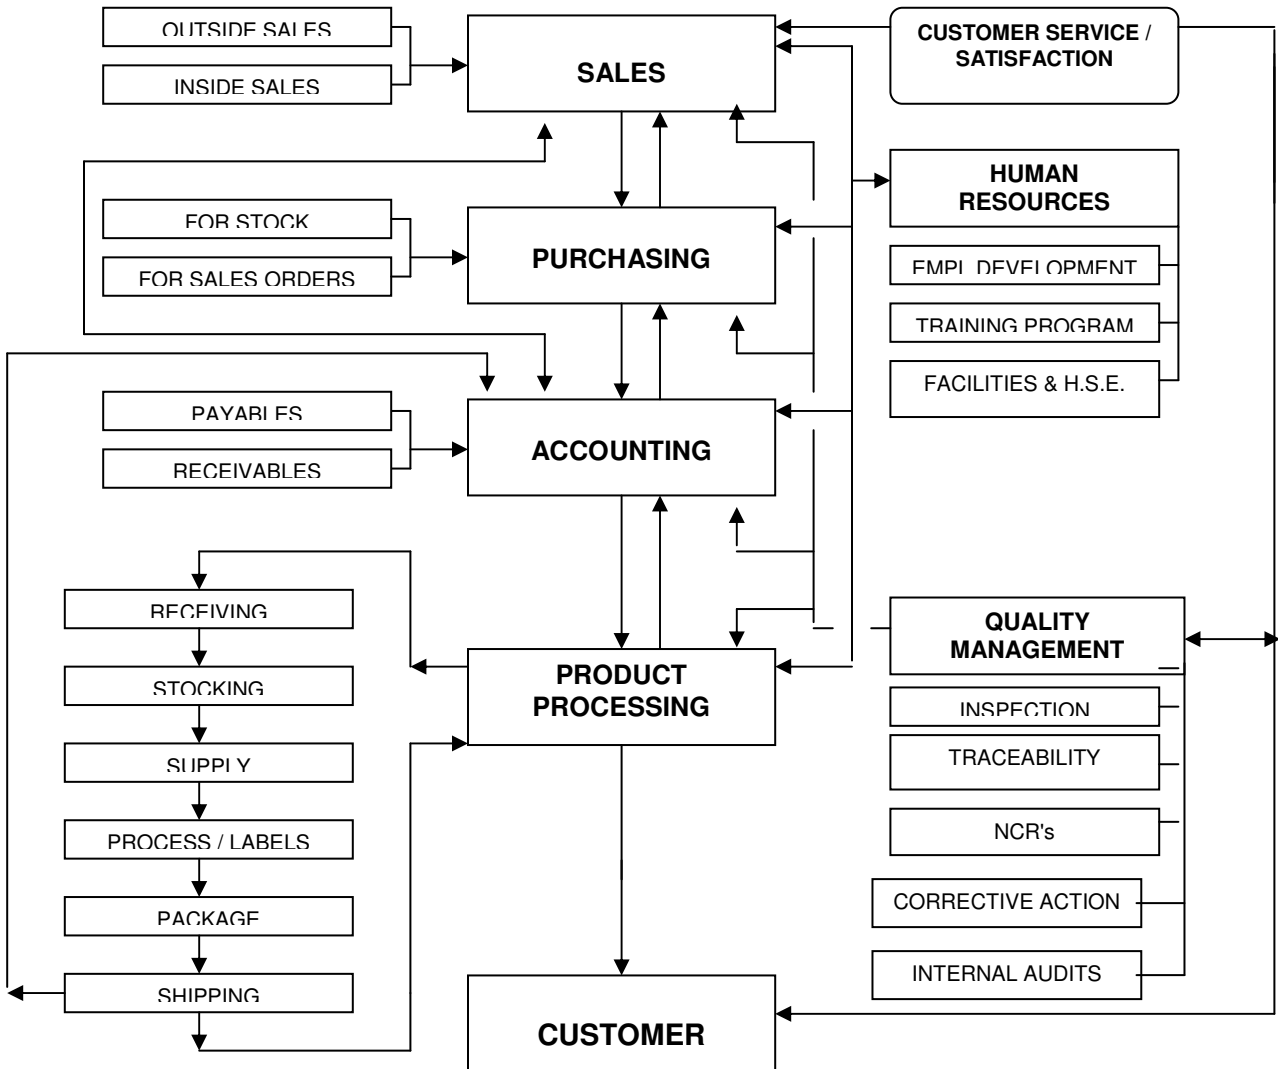 OUTSIDE SALES
INSIDE SALES
SALES
CUSTOMER SERVICE /
SATISFACTION
HUMAN
RESOURCES
FOR STOCK
FOR SALES ORDERS
PURCHASING
EMPL DEVELOPMENT
TRAINING PROGRAM
FACILITIES & H.S.E.
PAYABLES
RECEIVABLES
ACCOUNTING
RECEIVING
STOCKING
SUPPLY
PROCESS / LABELS
PACKAGE
SHIPPING
PRODUCT
PROCESSING
QUALITY
MANAGEMENT
INSPECTION
TRACEABILITY
NCR's
CORRECTIVE ACTION
INTERNAL AUDITS
CUSTOMER